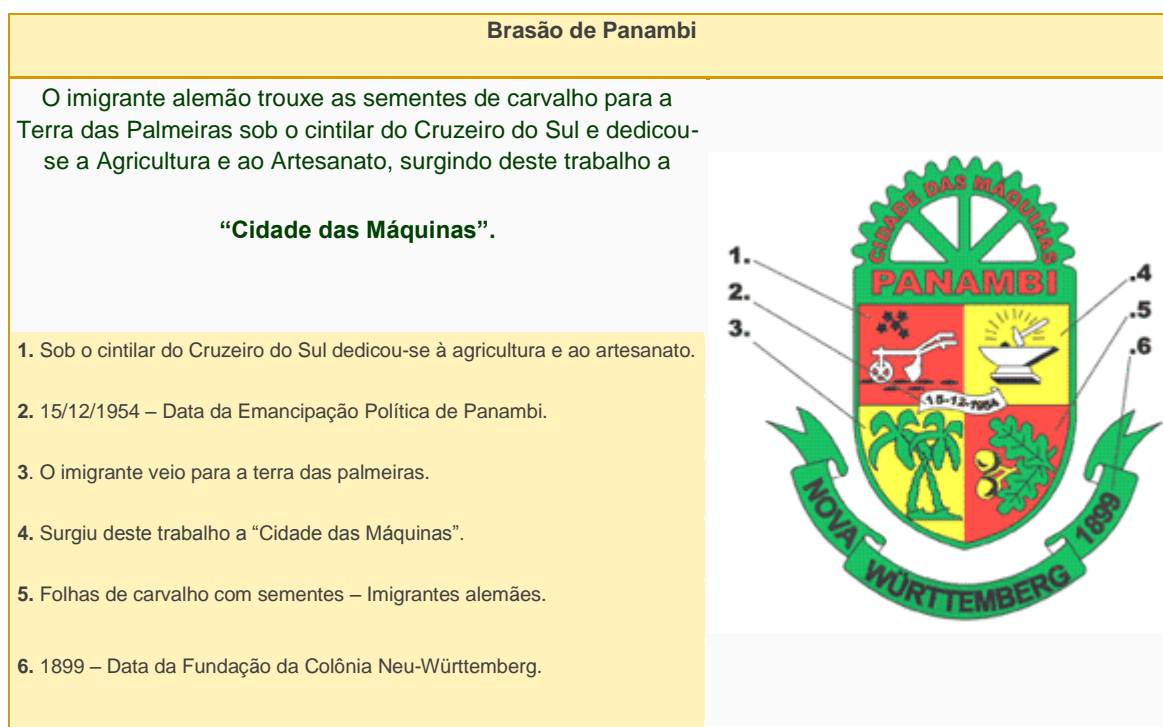 Brasão de Panambi
O imigrante alemão trouxe as sementes de carvalho para a
Terra das Palmeiras sob o cintilar do Cruzeiro do Sul e dedicou-
se a Agricultura e ao Artesanato, surgindo deste trabalho a
“Cidade das Máquinas”.
1. Sob o cintilar do Cruzeiro do Sul dedicou-se à agricultura e ao artesanato.
2. 15/12/1954 – Data da Emancipação Política de Panambi.
3. O imigrante veio para a terra das palmeiras.
4. Surgiu deste trabalho a “Cidade das Máquinas”.
5. Folhas de carvalho com sementes – Imigrantes alemães.
6. 1899 – Data da Fundação da Colônia Neu-Württemberg.
CIDADE DAS MÁQUINAS
PANAMBI
1.
2.
3.
.4
.5
.6
15-12-1954
NOVA WÜRTTEMBERG 1899